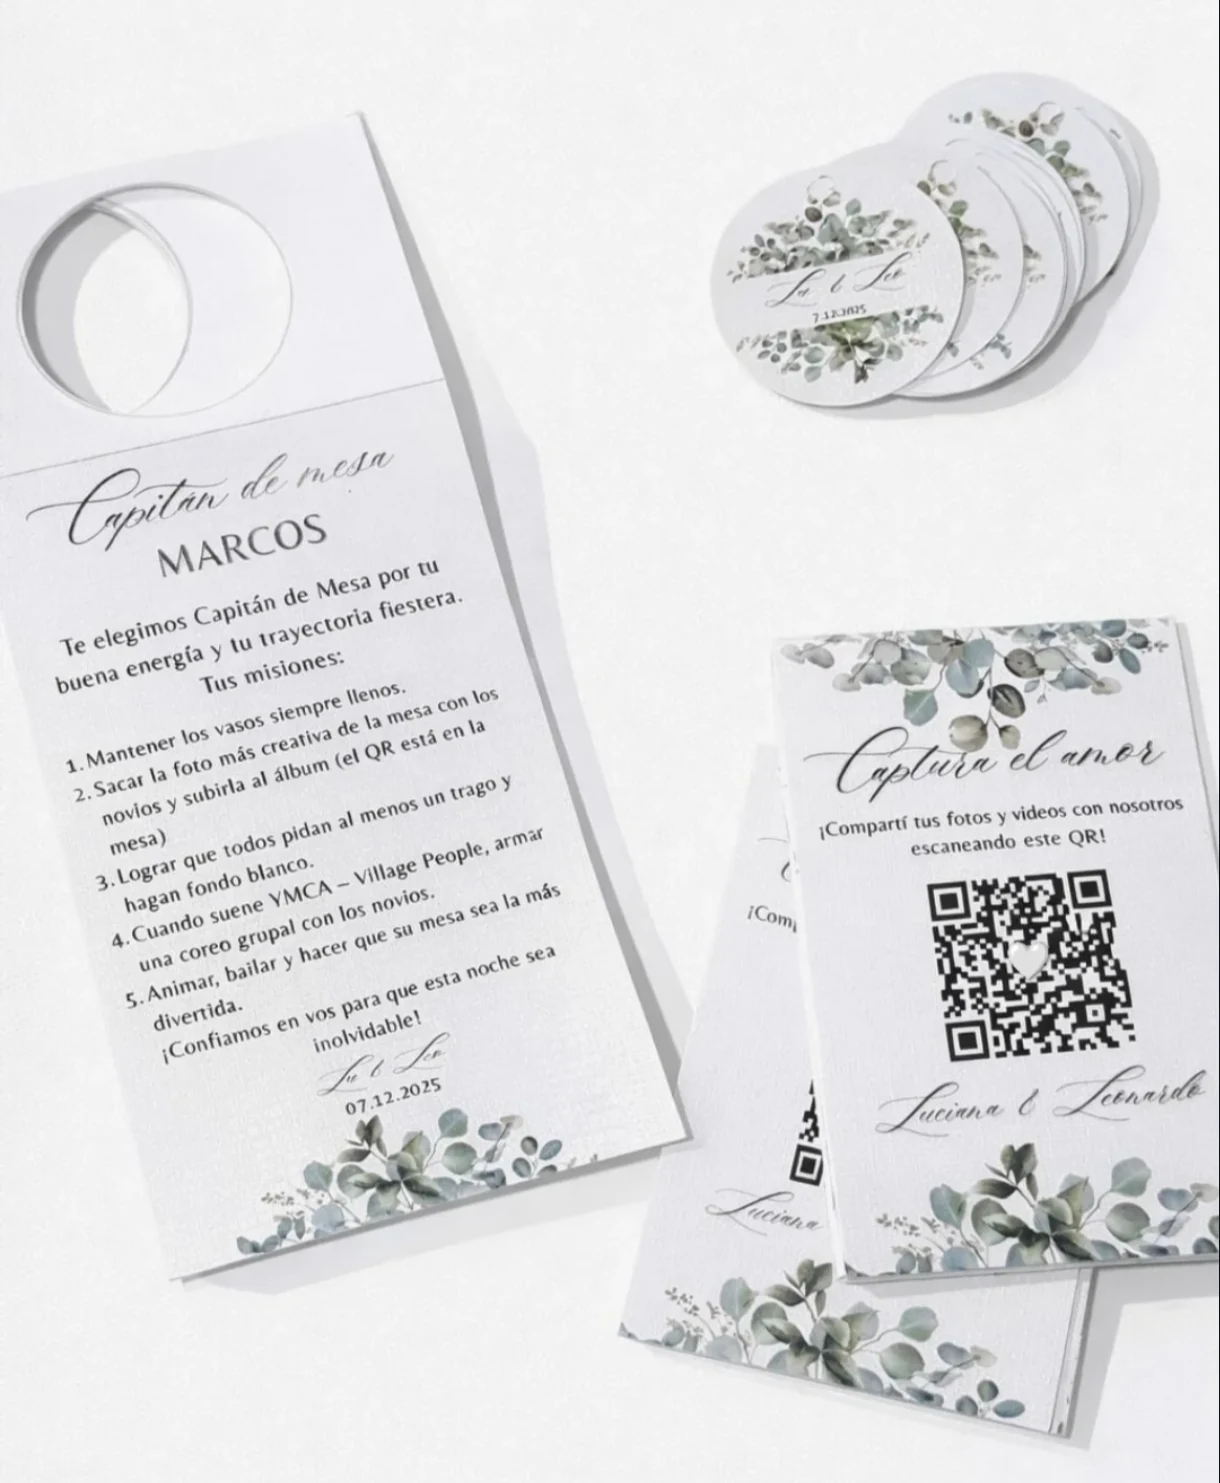 Capitán de mesa
MARCOS
Te elegimos Capitán de Mesa por tu
buena energía y tu trayectoria fiestera.
Tus misiones:
1. Mantener los vasos siempre llenos.
2. Sacar la foto más creativa de la mesa con los
novios y subirla al álbum (el QR está en la
mesa)
3. Lograr que todos pidan al menos un trago y
hagan fondo blanco.
4. Cuando suene YMCA – Village People, armar
una coreo grupal con los novios.
5. Animar, bailar y hacer que su mesa sea la más
divertida.
¡Confiamos en vos para que esta noche sea
inolvidable!
Lu & Leo
07.12.2025
Lu & Leo
7.12.2025
Captura el amor
¡Compartí tus fotos y videos con nosotros
escaneando este QR!
Luciana & Leonardo
¡Com
Luciana